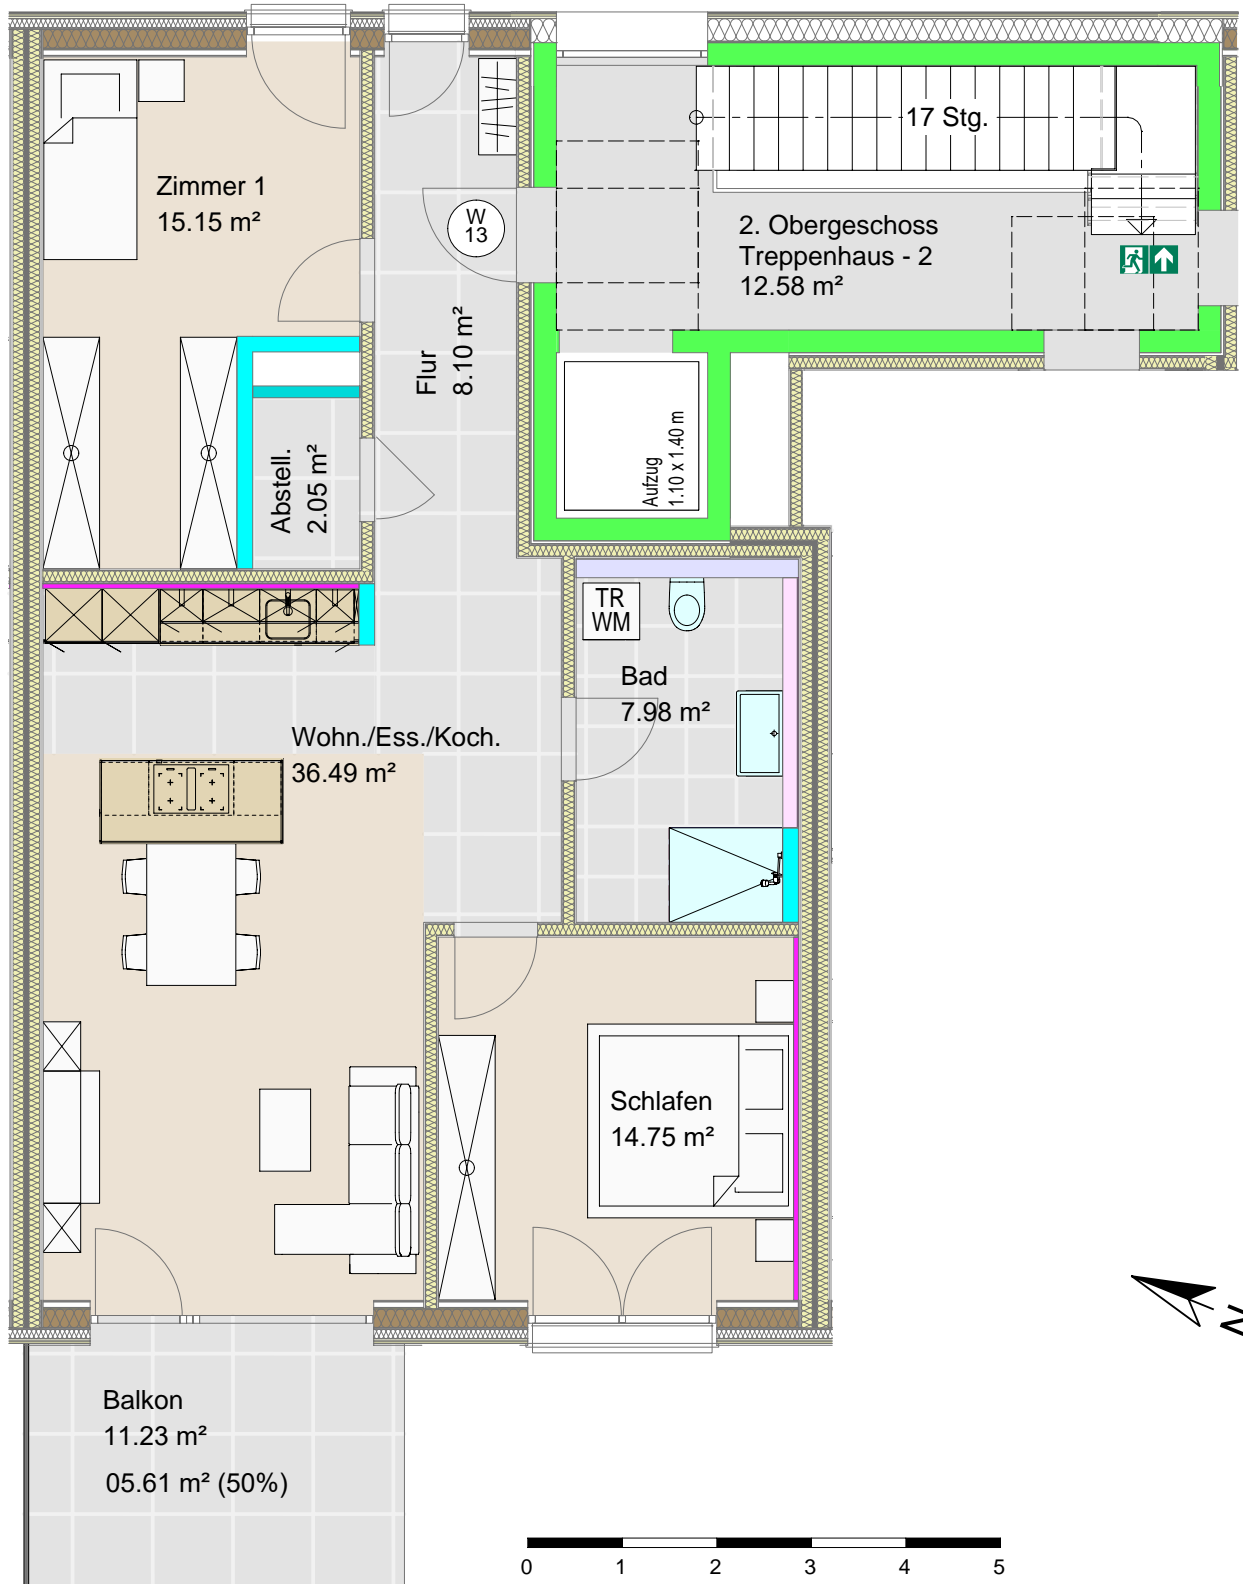 17 Stg.
Zimmer 1
15.15 m²
W
13
2. Obergeschoss
Treppenhaus - 2
12.58 m²
Flur
8.10 m²
Abstell.
2.05 m²
Aufzug
1.10 x 1.40 m
TR
WM
Bad
7.98 m²
Wohn./Ess./Koch.
36.49 m²
Schlafen
14.75 m²
N
Balkon
11.23 m²
05.61 m² (50%)
0 1 2 3 4 5